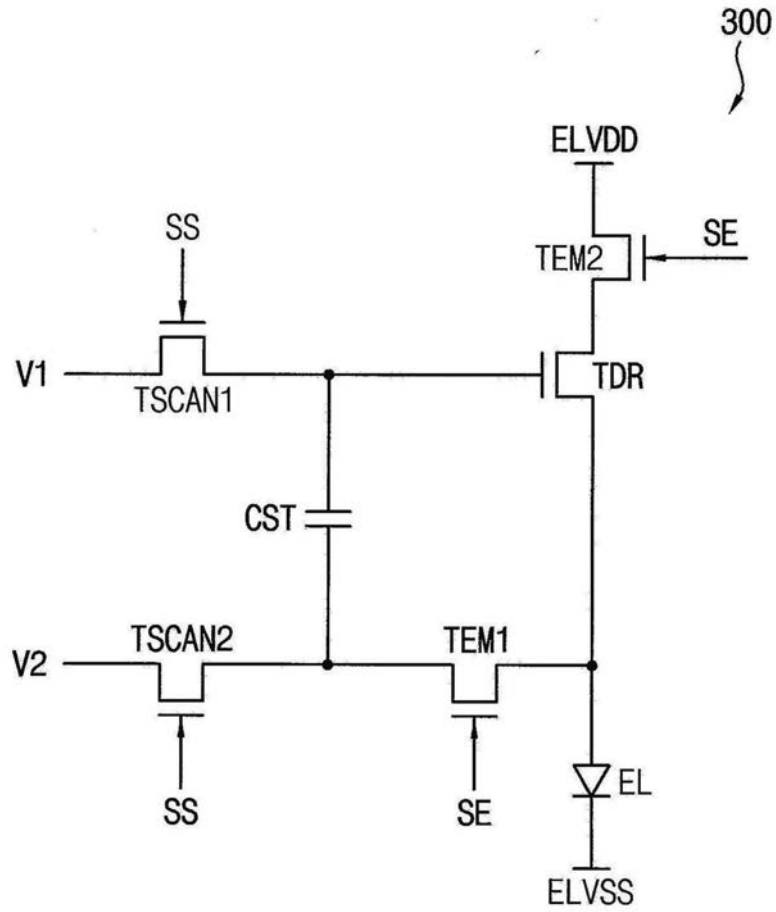 300
ELVDD
SS
SE
TEM2
V1
TSCAN1
TDR
CST
TSCAN2
TEM1
V2
EL
SS
SE
ELVSS